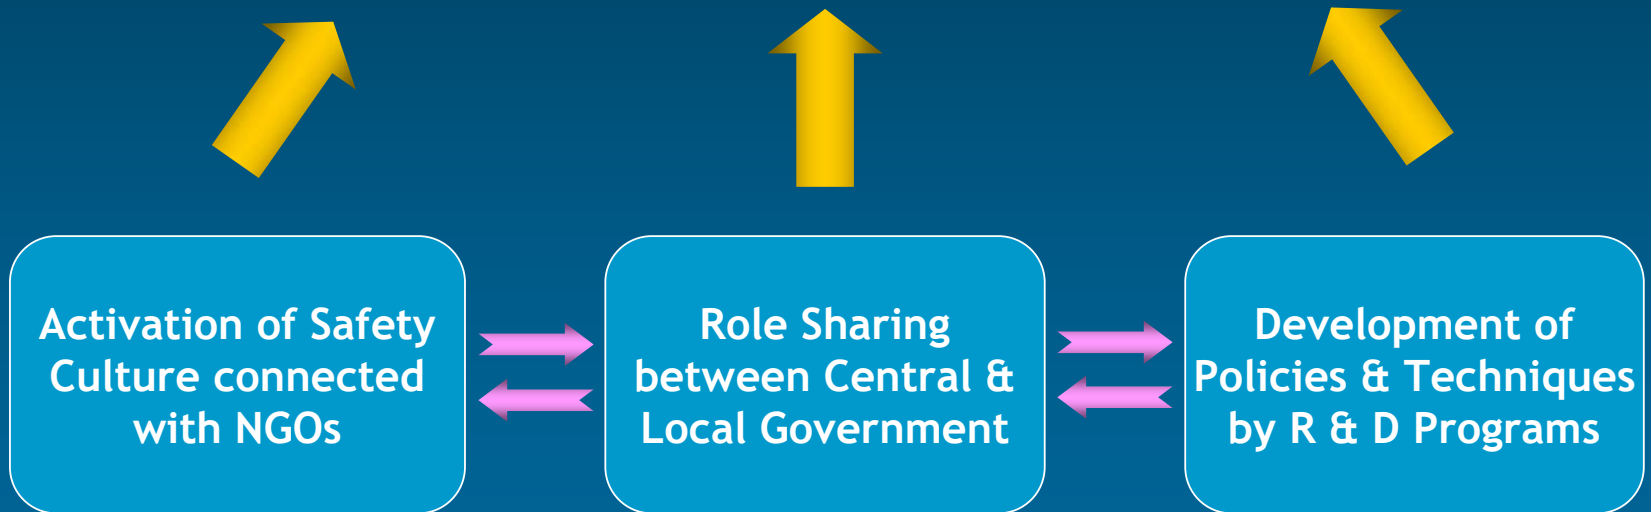 Activation of Safety
Culture connected
with NGOs
Role Sharing
between Central &
Local Government
Development of
Policies & Techniques
by R & D Programs